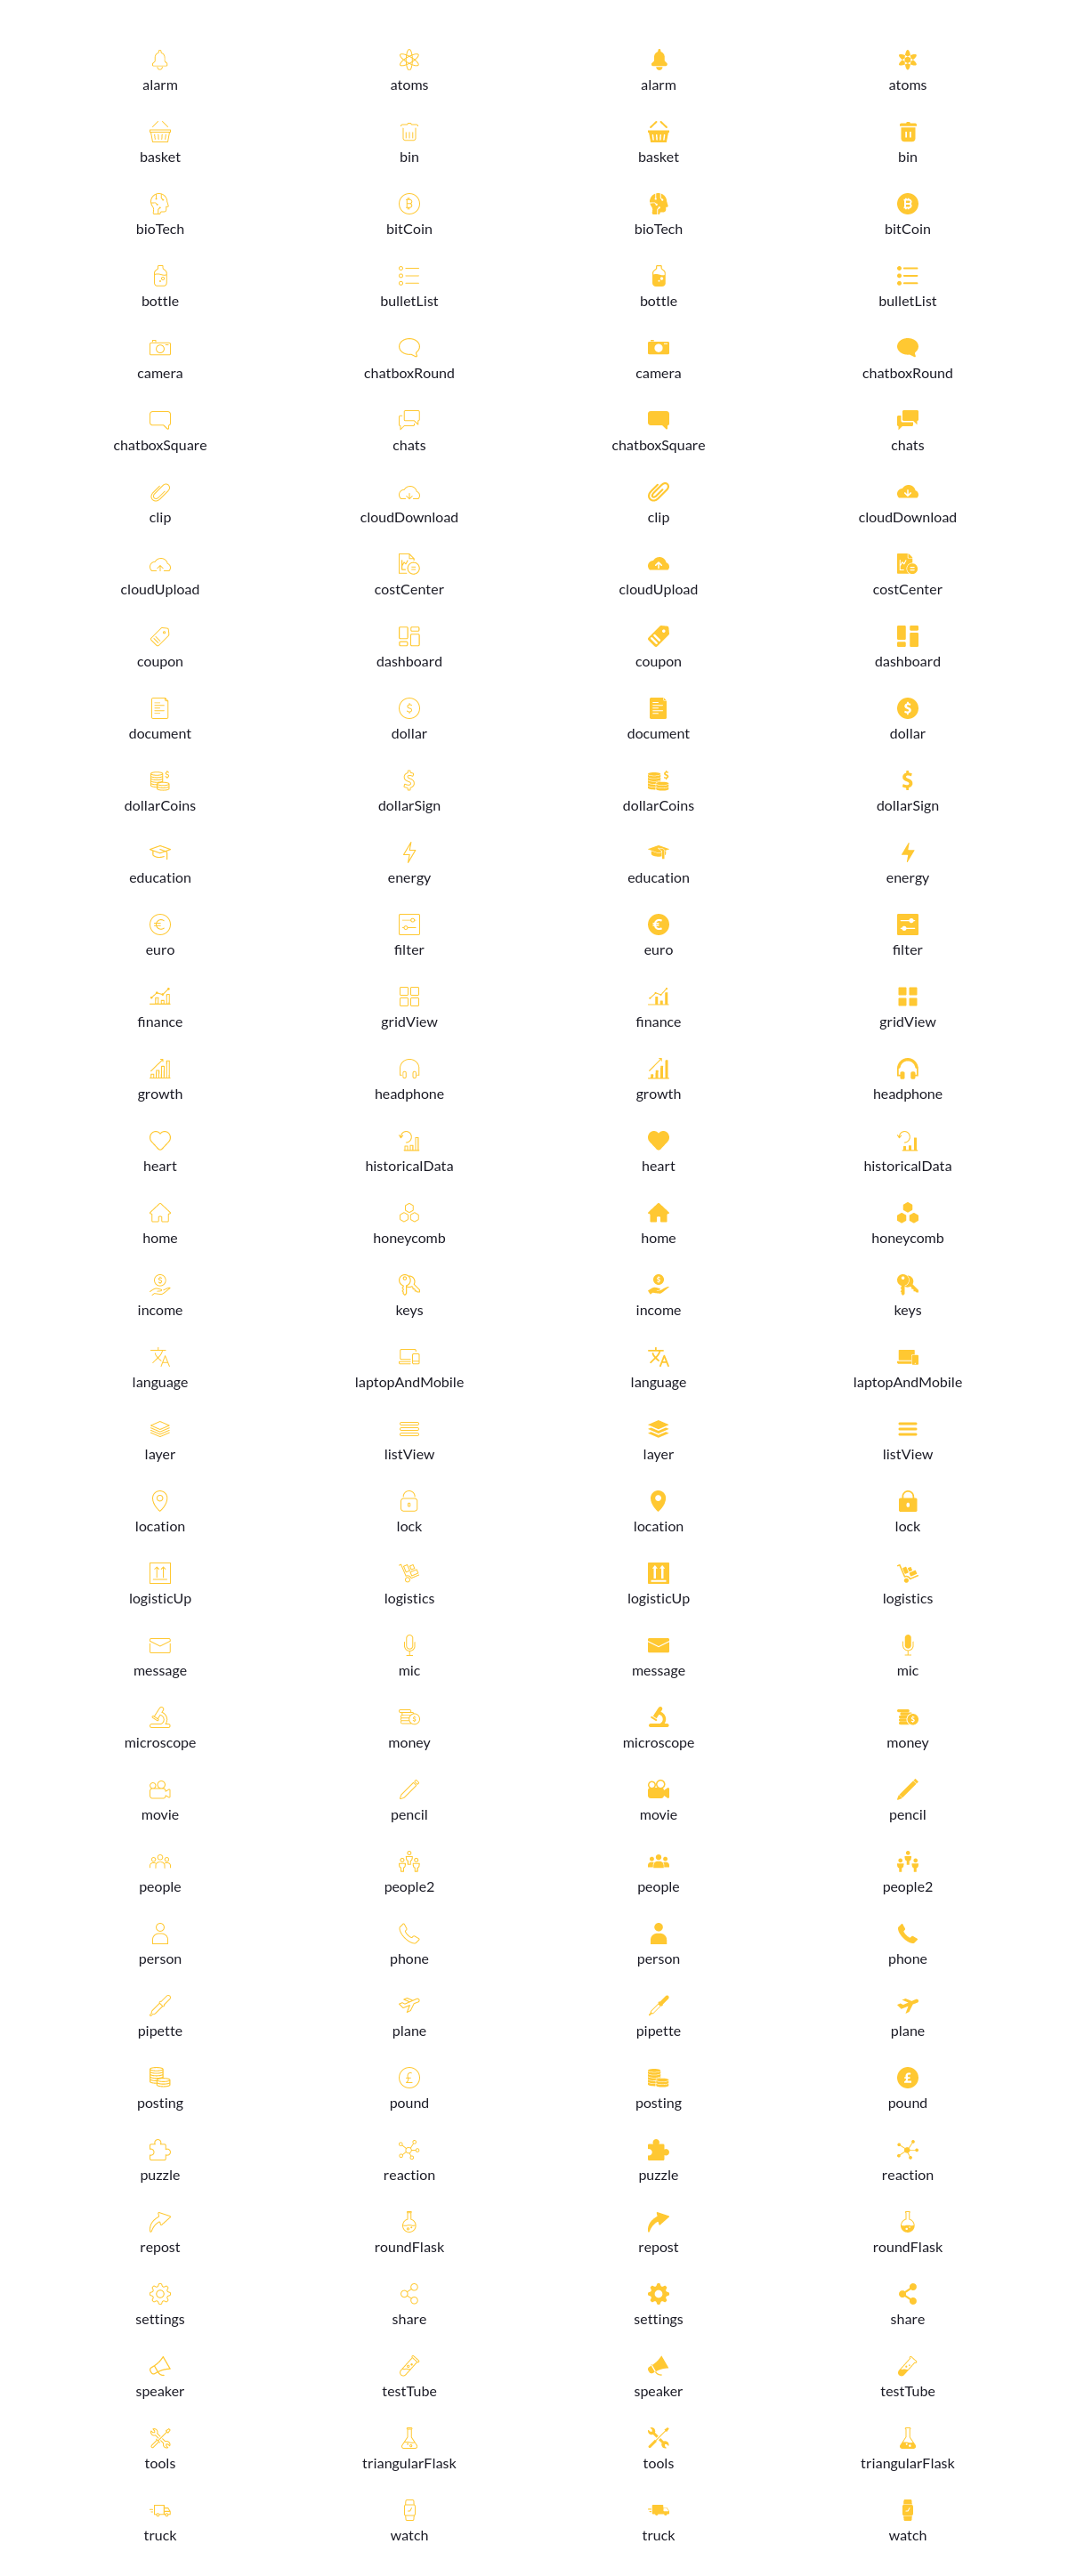 alarm atoms alarm atoms
basket bin basket bin
bioTech bitCoin bioTech bitCoin
bottle bulletList bottle bulletList
camera chatboxRound camera chatboxRound
chatboxSquare chats chatboxSquare chats
clip cloudDownload clip cloudDownload
cloudUpload costCenter cloudUpload costCenter
coupon dashboard coupon dashboard
document dollar document dollar
dollarCoins dollarSign dollarCoins dollarSign
education energy education energy
euro filter euro filter
finance gridView finance gridView
growth headphone growth headphone
heart historicalData heart historicalData
home honeycomb home honeycomb
income keys income keys
language laptopAndMobile language laptopAndMobile
layer listView layer listView
location lock location lock
logisticUp logistics logisticUp logistics
message mic message mic
microscope money microscope money
movie pencil movie pencil
people people2 people people2
person phone person phone
pipette plane pipette plane
posting pound posting pound
puzzle reaction puzzle reaction
repost roundFlask repost roundFlask
settings share settings share
speaker testTube speaker testTube
tools triangularFlask tools triangularFlask
truck watch truck watch